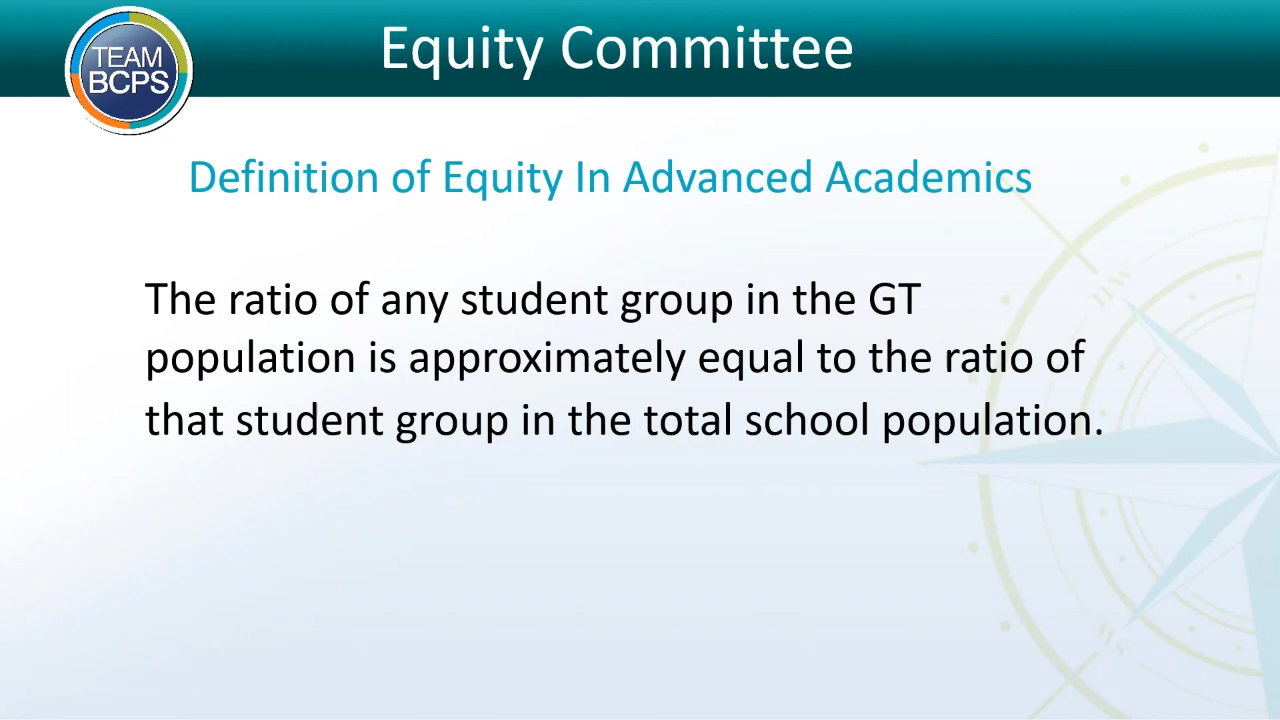 TEAM
BCPS
Equity Committee
Definition of Equity In Advanced Academics
The ratio of any student group in the GT
population is approximately equal to the ratio of
that student group in the total school population.